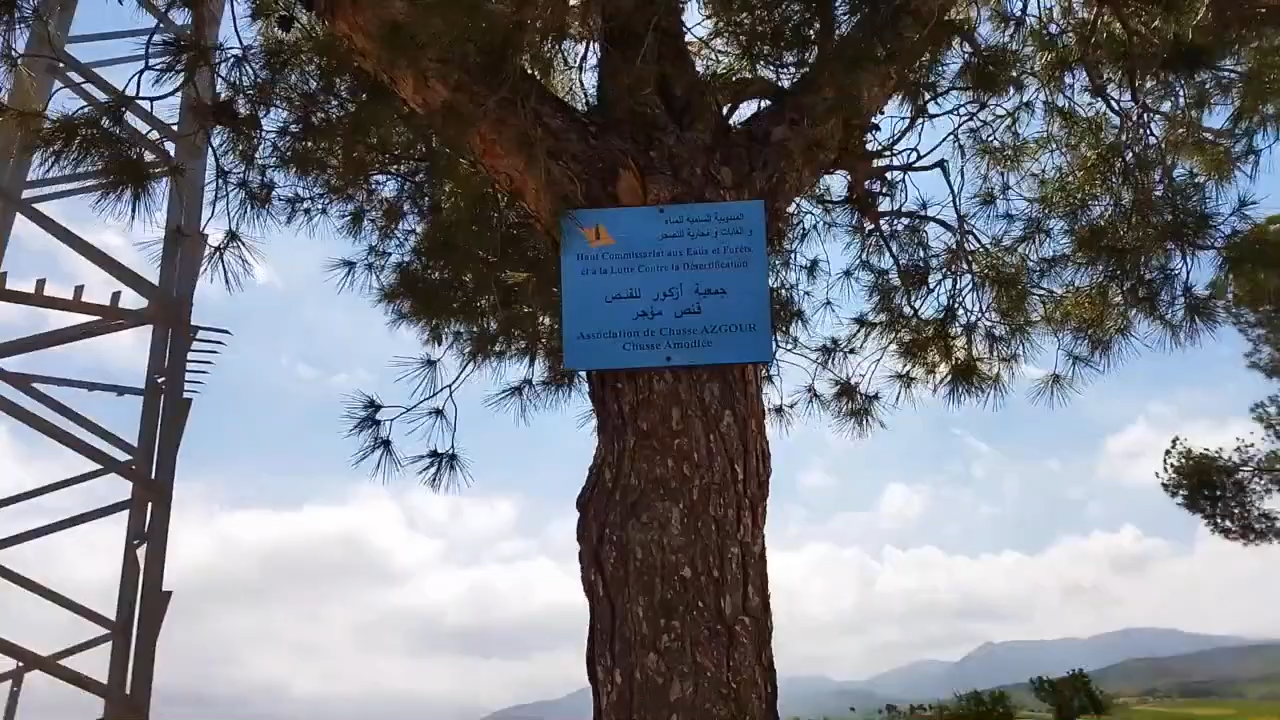 المندوبية السامية للمياه
و الغابات و محاربة التصحر
Haut Commissariat aux Eaux et Forêts
et à la Lutte Contre la Désertification
جمعية أزكور للقنص
قنص مؤجر
Association de Chasse AZGOUR
Chasse Amodiée